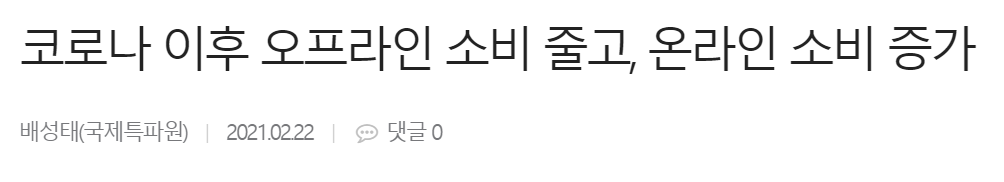 코로나 이후 오프라인 소비 줄고, 온라인 소비 증가
배성태(국제특파원) | 2021.02.22 | 댓글 0